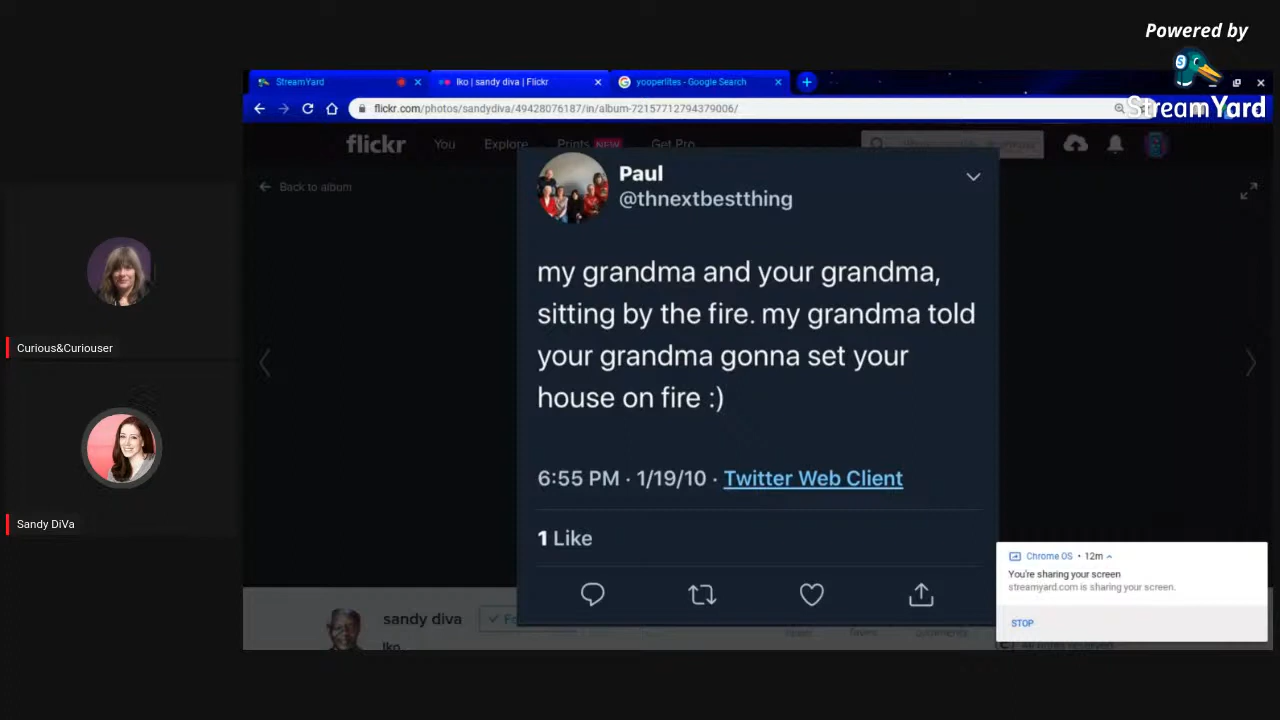 Powered by
StreamYard
StreamYard
Iko | sandy diva | Flickr
yooperlites - Google Search
flickr.com/photos/sandydiva/49428076187/in/album-72157712794379006/
flickr
You
Explore
Prints NEW
Get Pro
Back to album
Paul
@thnextbestthing
my grandma and your grandma,
sitting by the fire. my grandma told
your grandma gonna set your
house on fire :)
6:55 PM · 1/19/10 · Twitter Web Client
1 Like
Curious&Curiouser
Sandy DiVa
Chrome OS • 12m
You're sharing your screen
streamyard.com is sharing your screen.
STOP
sandy diva
Iko
All rights reserved